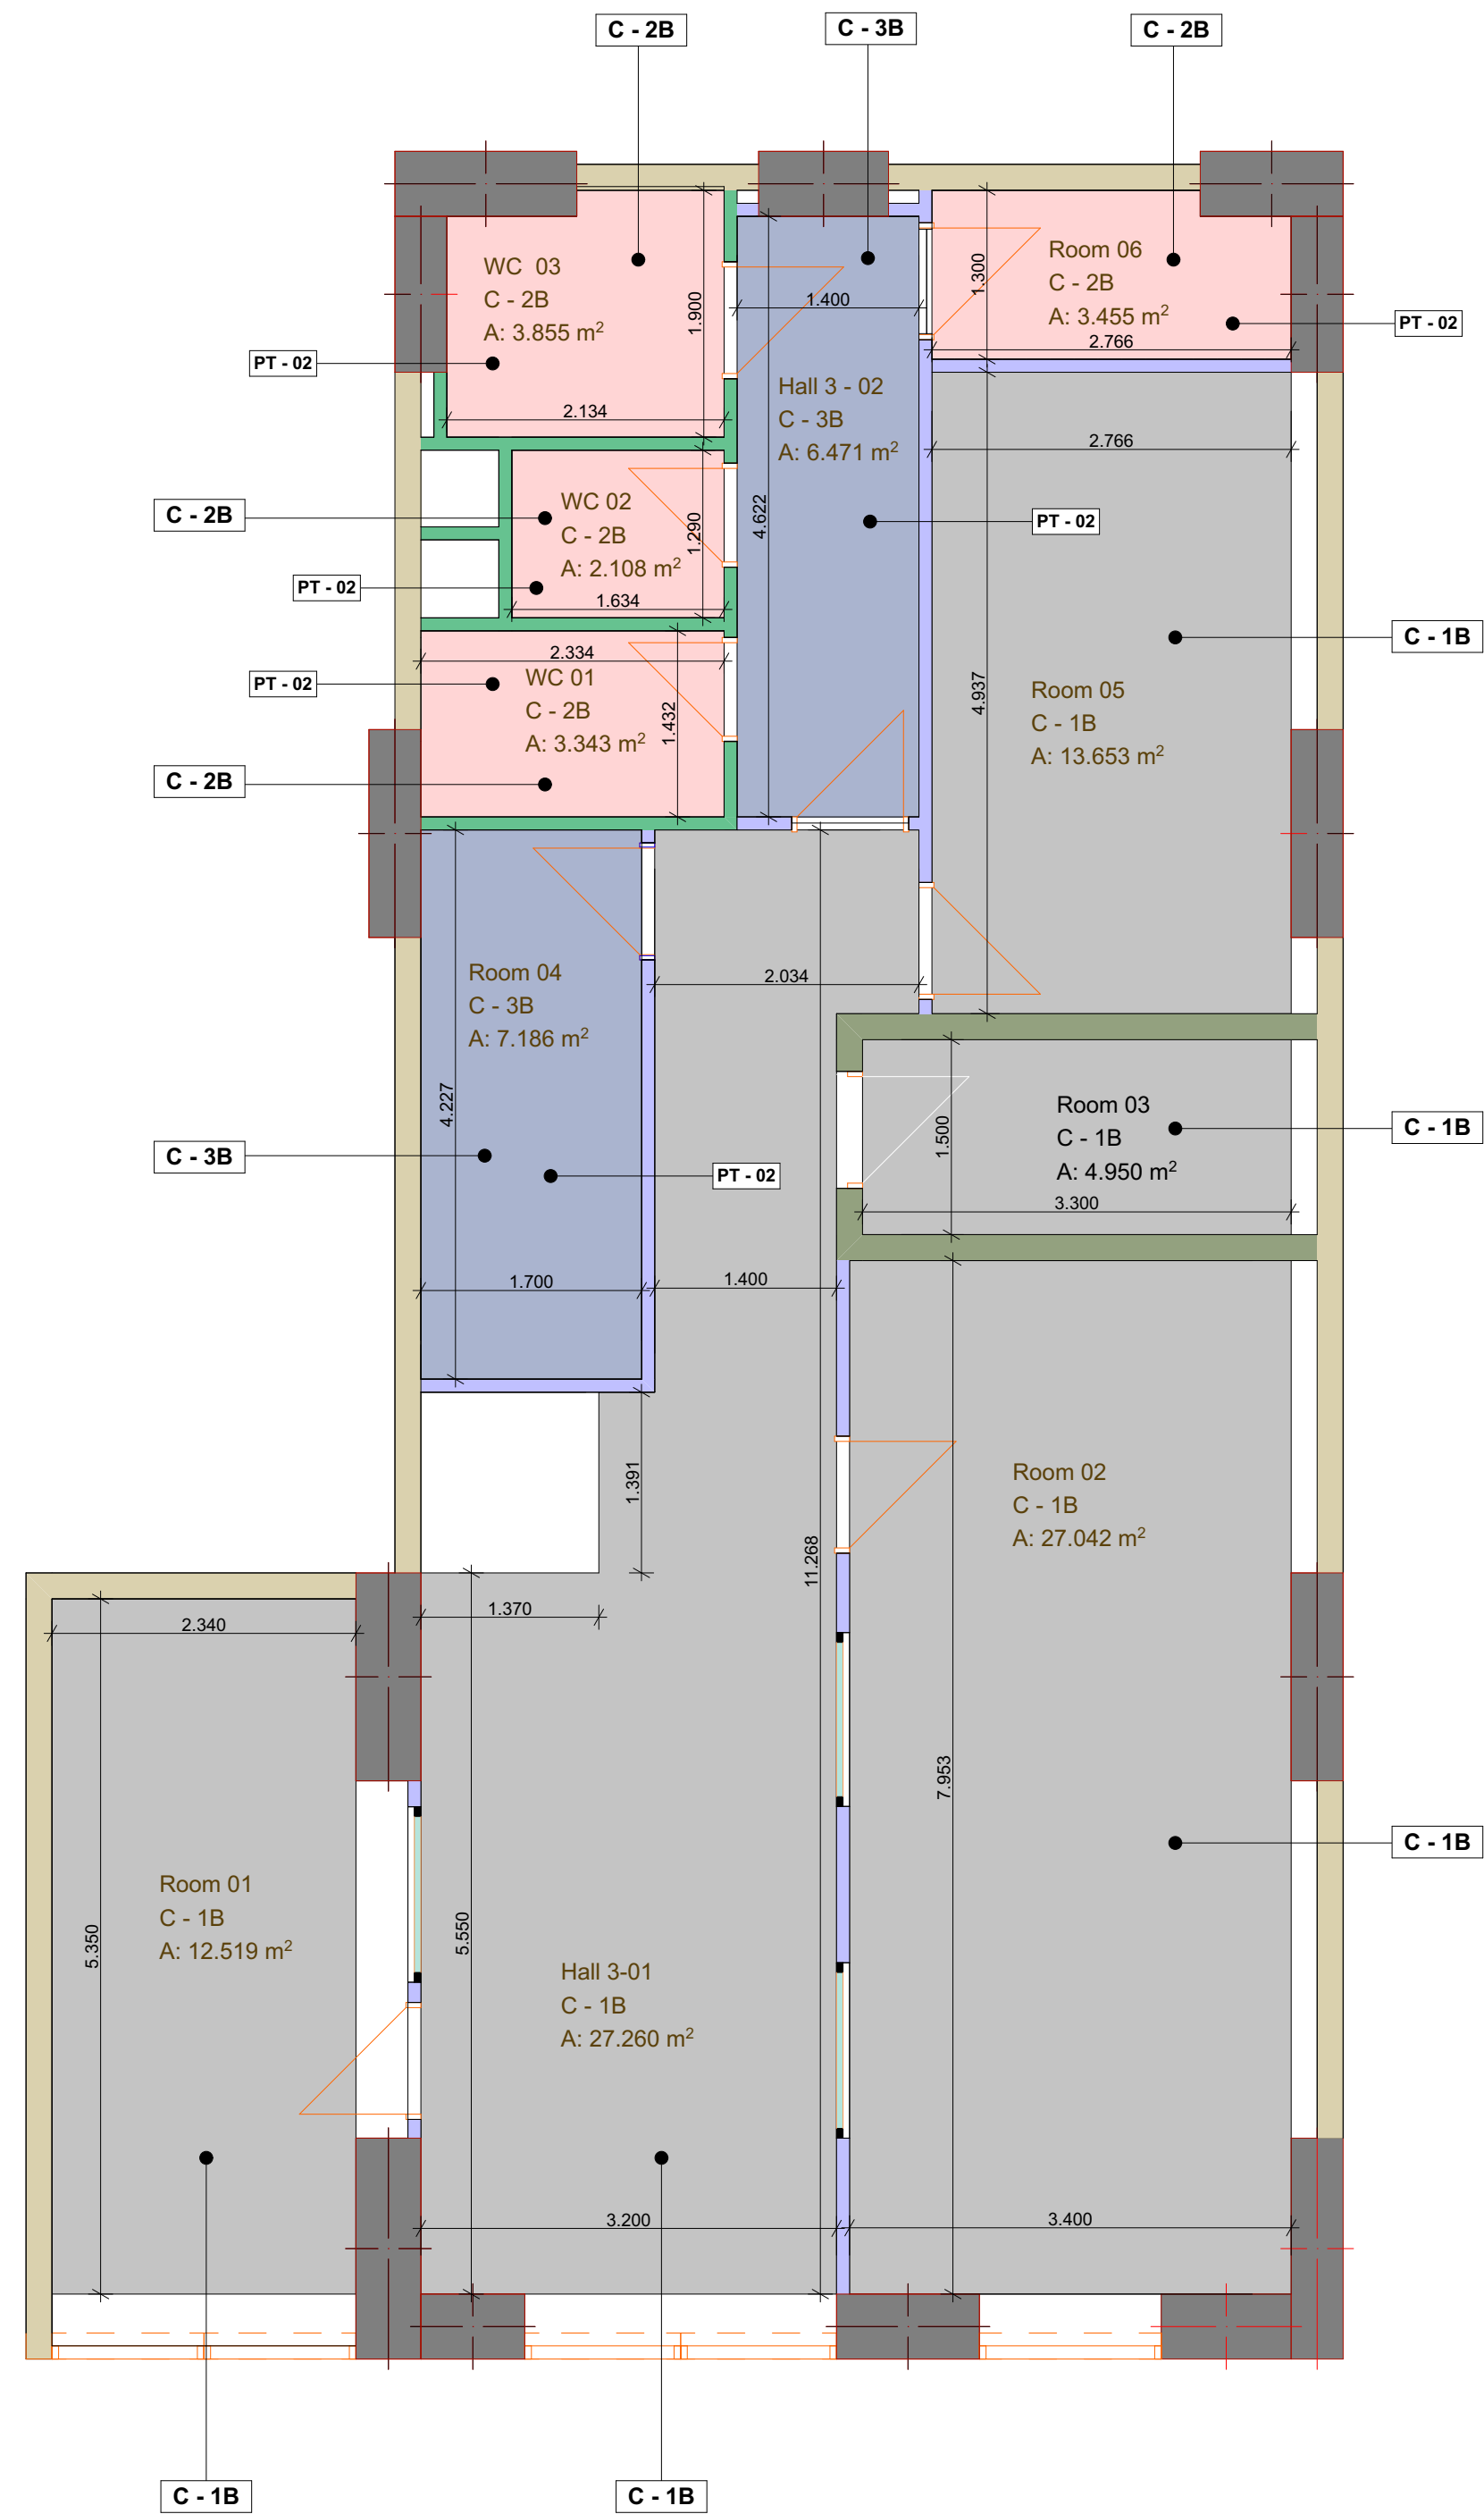 C - 2B
C - 3B
C - 2B
WC  03
C - 2B
A: 3.855 m²
1.900
2.134
PT - 02
1.400
Hall 3 - 02
C - 3B
A: 6.471 m²
4.622
PT - 02
1.300
Room 06
C - 2B
A: 3.455 m²
2.766
PT - 02
2.766
C - 2B
WC 02
C - 2B
A: 2.108 m²
1.290
1.634
PT - 02
2.334
WC 01
C - 2B
A: 3.343 m²
1.432
PT - 02
C - 2B
4.937
Room 05
C - 1B
A: 13.653 m²
C - 1B
Room 04
C - 3B
A: 7.186 m²
4.227
2.034
C - 3B
PT - 02
1.700
1.400
1.500
Room 03
C - 1B
A: 4.950 m²
3.300
C - 1B
1.391
11.268
1.370
Room 02
C - 1B
A: 27.042 m²
7.953
C - 1B
2.340
5.350
Room 01
C - 1B
A: 12.519 m²
5.550
Hall 3-01
C - 1B
A: 27.260 m²
3.200
3.400
C - 1B
C - 1B